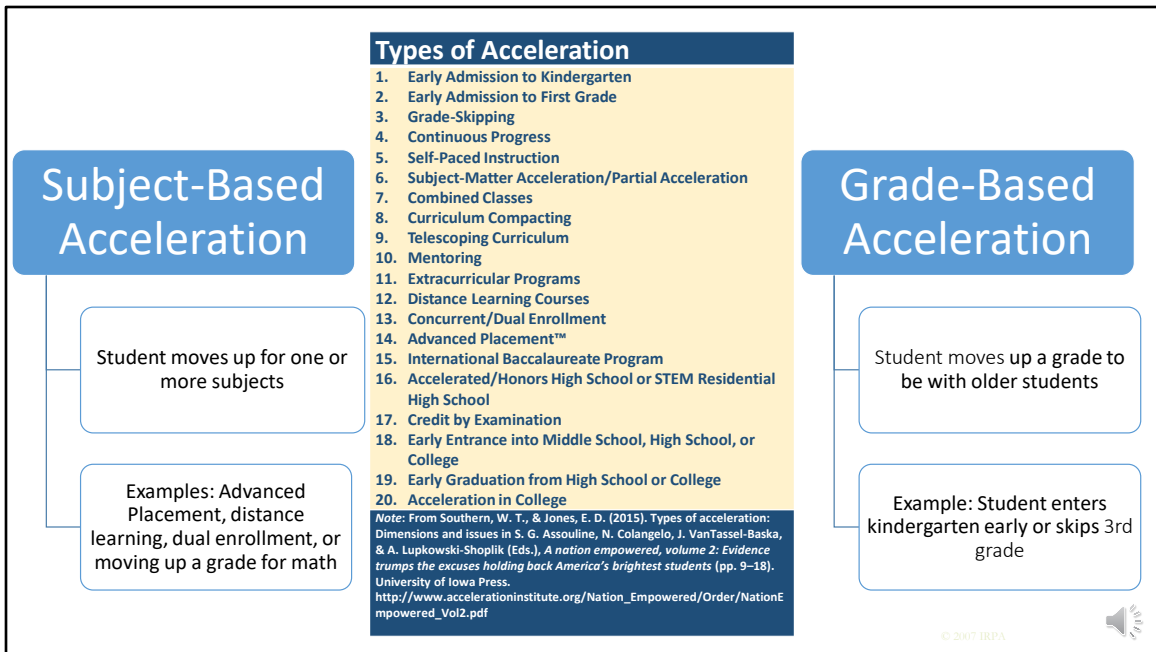 Subject-Based
Acceleration
Student moves up for one or
more subjects
Examples: Advanced
Placement, distance
learning, dual enrollment, or
moving up a grade for math
Types of Acceleration
1. Early Admission to Kindergarten
2. Early Admission to First Grade
3. Grade-Skipping
4. Continuous Progress
5. Self-Paced Instruction
6. Subject-Matter Acceleration/Partial Acceleration
7. Combined Classes
8. Curriculum Compacting
9. Telescoping Curriculum
10. Mentoring
11. Extracurricular Programs
12. Distance Learning Courses
13. Concurrent/Dual Enrollment
14. Advanced Placement™
15. International Baccalaureate Program
16. Accelerated/Honors High School or STEM Residential
High School
17. Credit by Examination
18. Early Entrance into Middle School, High School, or
College
19. Early Graduation from High School or College
20. Acceleration in College
Note: From Southern, W. T., & Jones, E. D. (2015). Types of acceleration:
Dimensions and issues in S. G. Assouline, N. Colangelo, J. VanTassel-Baska,
& A. Lupkowski-Shoplik (Eds.), A nation empowered, volume 2: Evidence
trumps the excuses holding back America's brightest students (pp. 9–18).
University of Iowa Press.
http://www.accelerationinstitute.org/Nation_Empowered/Order/NationE
mpowered_Vol2.pdf
Grade-Based
Acceleration
Student moves up a grade to
be with older students
Example: Student enters
kindergarten early or skips 3rd
grade
© 2007 IRPA